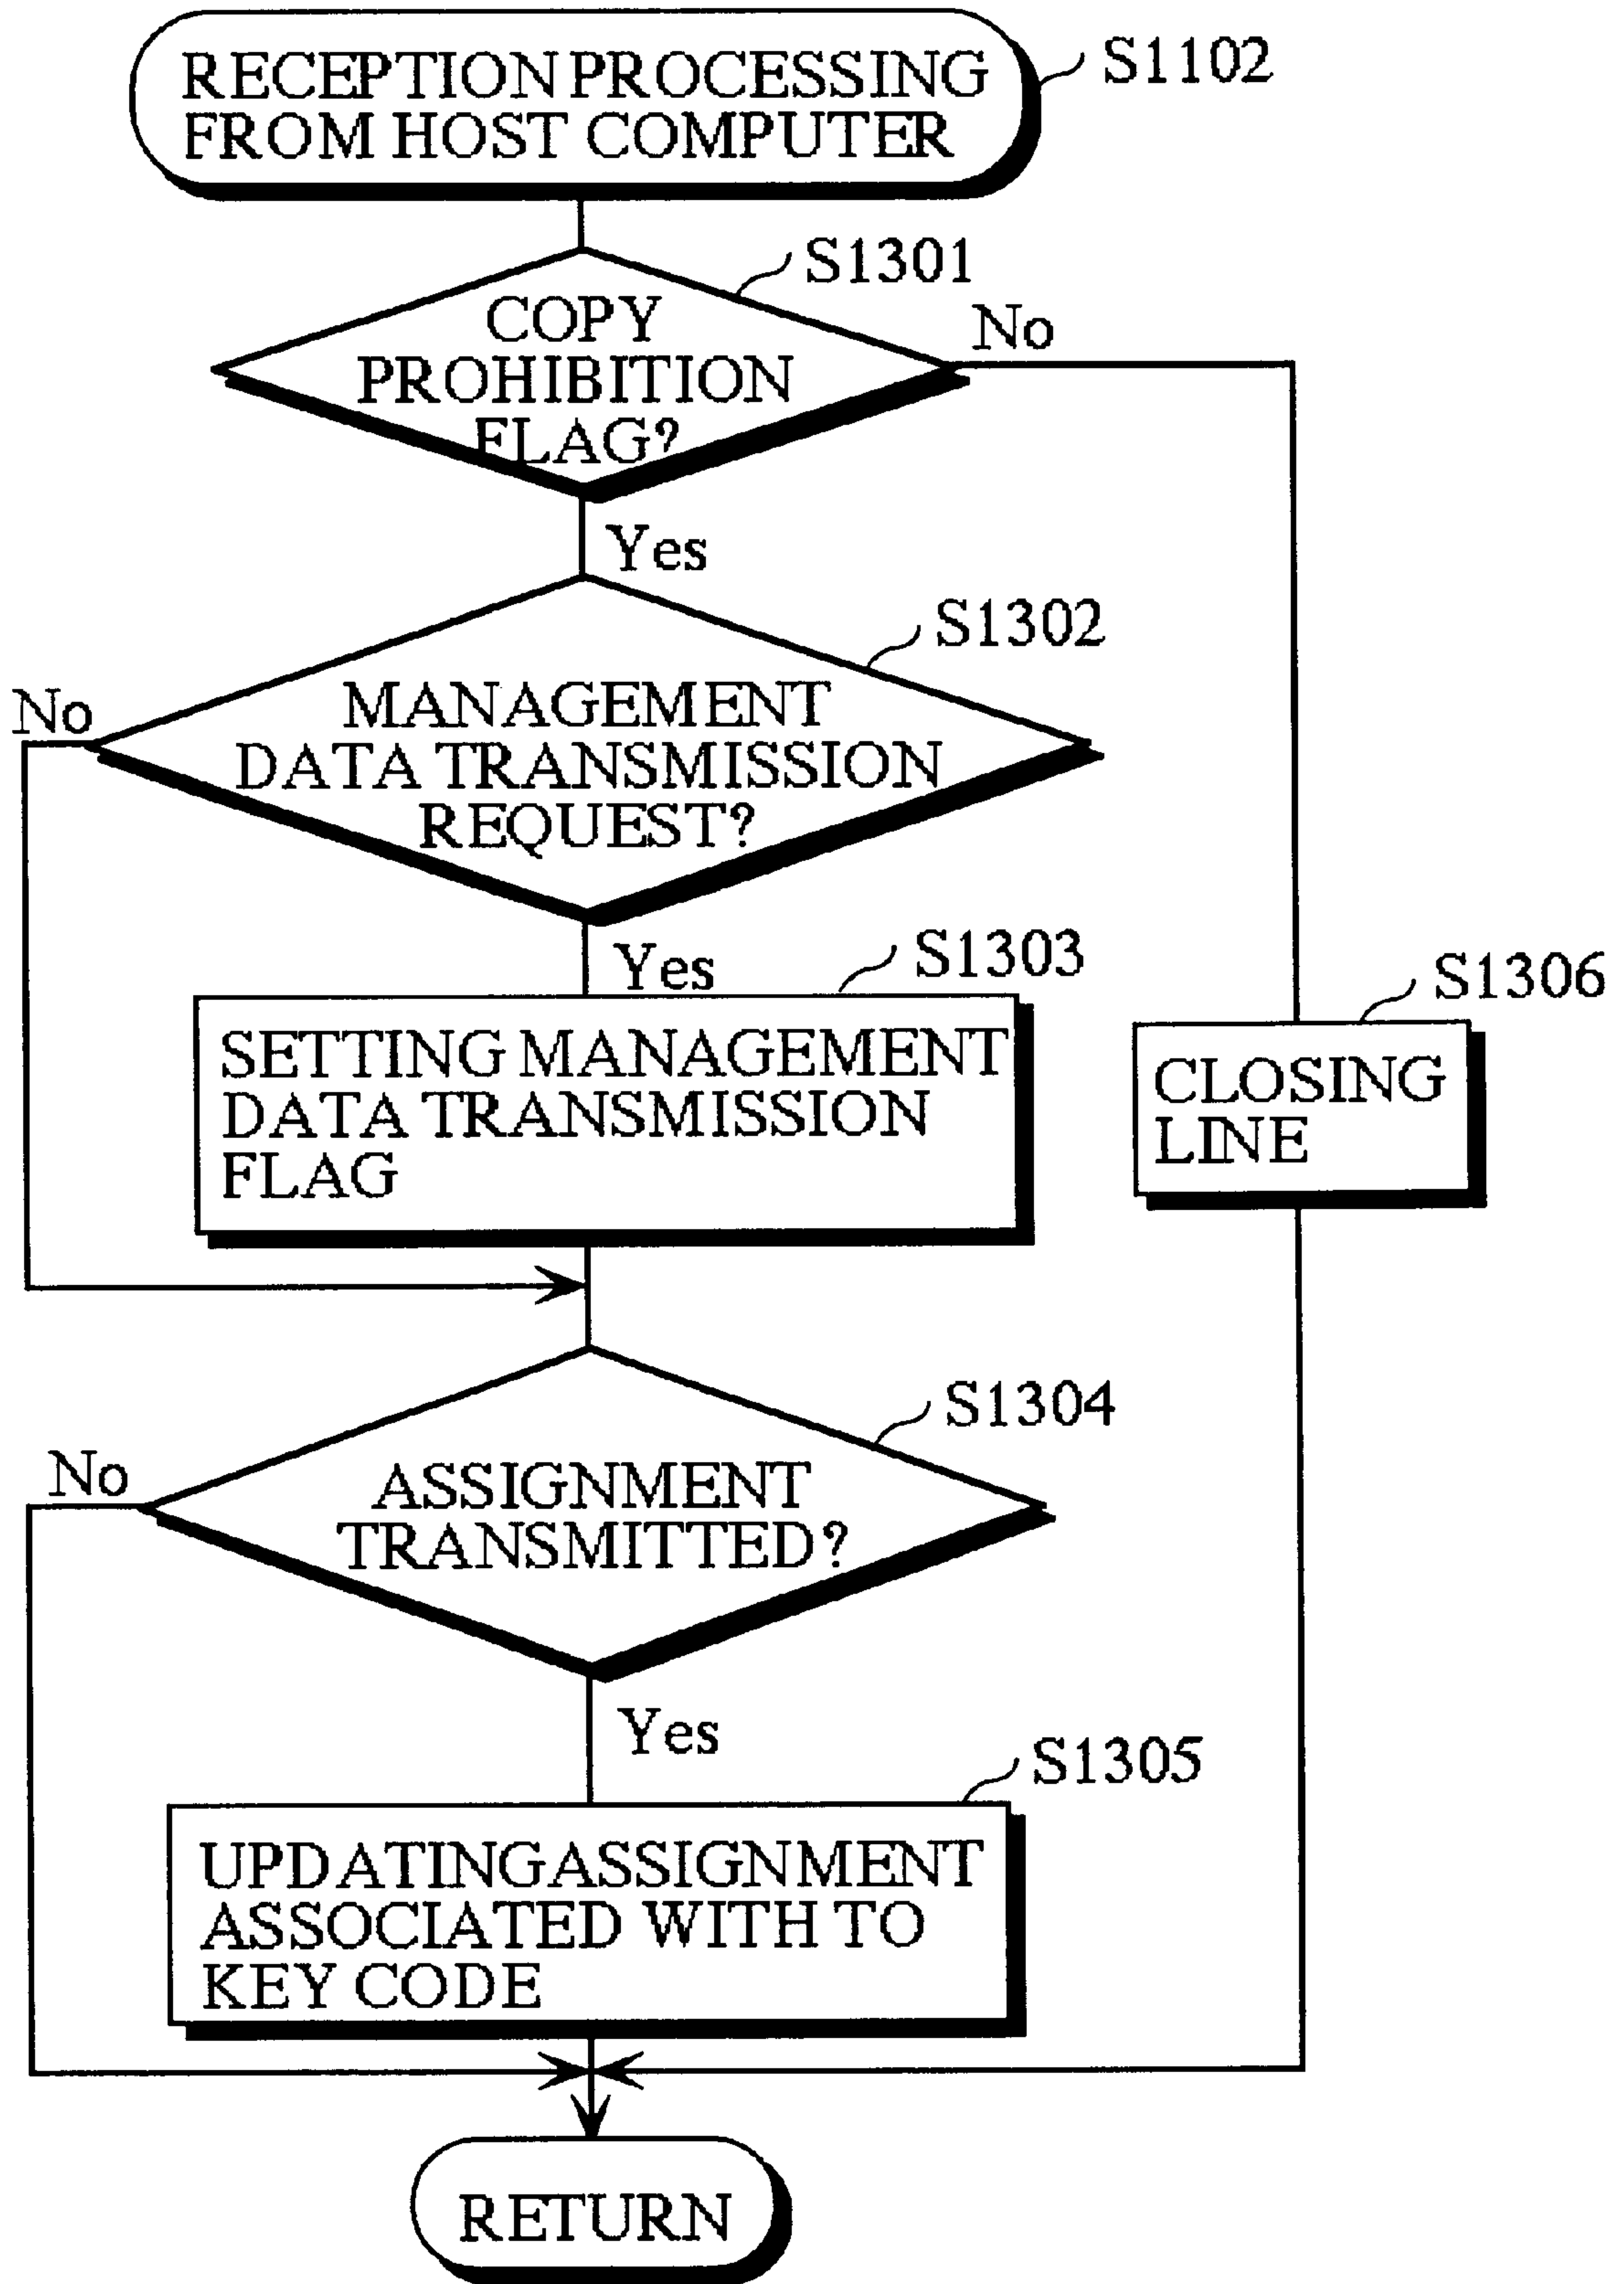 RECEPTION PROCESSING
FROM HOST COMPUTER
S1102
S1301
COPY
PROHIBITION
FLAG?
No
Yes
S1302
No
MANAGEMENT
DATA TRANSMISSION
REQUEST?
Yes
S1303
SETTING MANAGEMENT
DATA TRANSMISSION
FLAG
S1306
CLOSING
LINE
S1304
No
ASSIGNMENT
TRANSMITTED?
Yes
S1305
UPDATING ASSIGNMENT
ASSOCIATED WITH TO
KEY CODE
RETURN